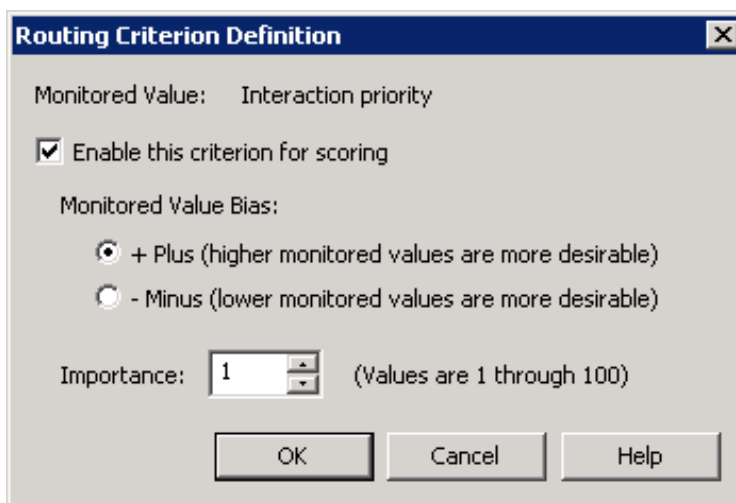 Routing Criterion Definition
Monitored Value: Interaction priority
Enable this criterion for scoring
Monitored Value Bias:
+ Plus (higher monitored values are more desirable)
- Minus (lower monitored values are more desirable)
Importance: 1 (Values are 1 through 100)
OK Cancel Help